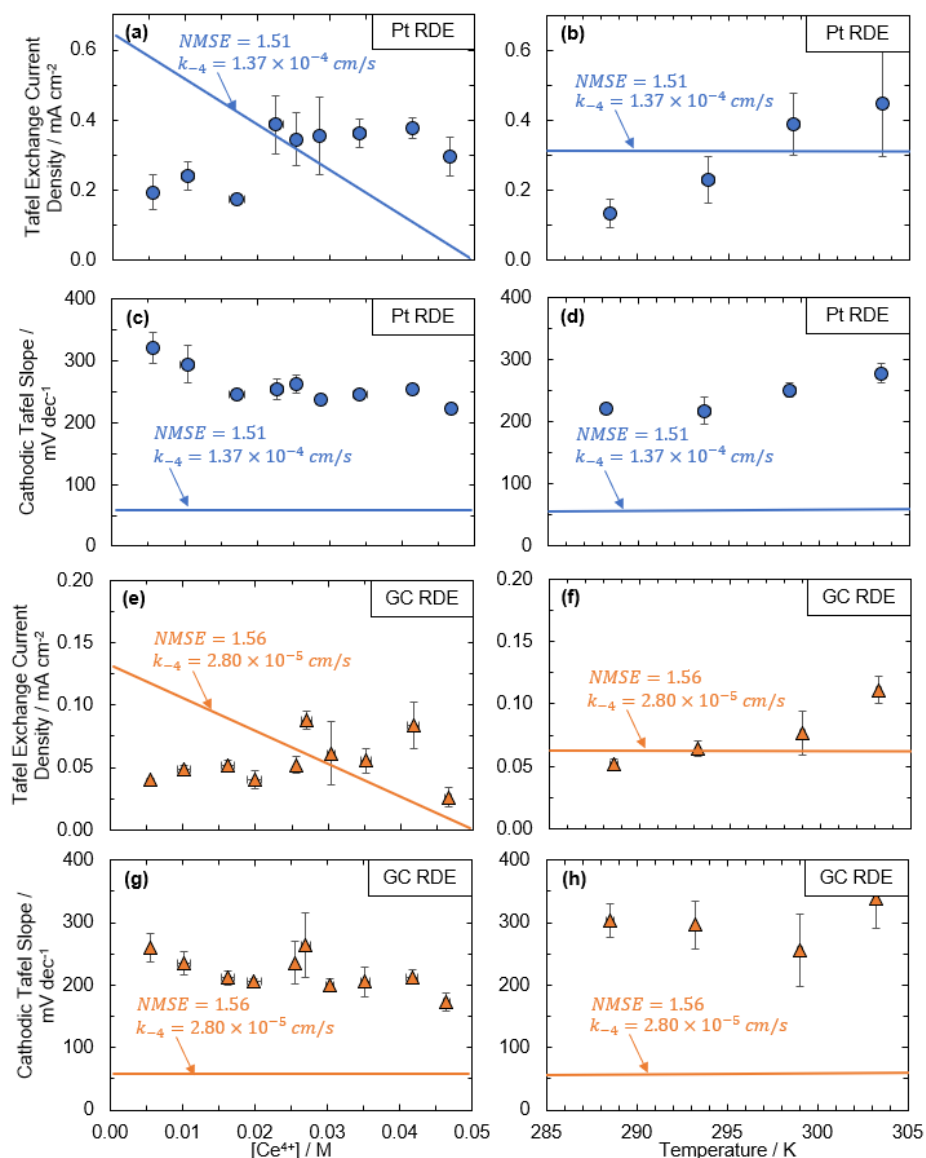 (a)
Pt RDE
NMSE = 1.51
k₋₄ = 1.37 × 10⁻⁴ cm/s
Tafel Exchange Current
Density / mA cm⁻²
0.6
0.4
0.2
0.0
(b)
Pt RDE
NMSE = 1.51
k₋₄ = 1.37 × 10⁻⁴ cm/s
0.6
0.4
0.2
0.0
(c)
Pt RDE
NMSE = 1.51
k₋₄ = 1.37 × 10⁻⁴ cm/s
Cathodic Tafel Slope /
mV dec⁻¹
400
300
200
100
0
(d)
Pt RDE
NMSE = 1.51
k₋₄ = 1.37 × 10⁻⁴ cm/s
400
300
200
100
0
(e)
GC RDE
NMSE = 1.56
k₋₄ = 2.80 × 10⁻⁵ cm/s
Tafel Exchange Current
Density / mA cm⁻²
0.20
0.15
0.10
0.05
0.00
(f)
GC RDE
NMSE = 1.56
k₋₄ = 2.80 × 10⁻⁵ cm/s
0.20
0.15
0.10
0.05
0.00
(g)
GC RDE
NMSE = 1.56
k₋₄ = 2.80 × 10⁻⁵ cm/s
Cathodic Tafel Slope /
mV dec⁻¹
400
300
200
100
0
0.00 0.01 0.02 0.03 0.04 0.05
[Ce⁴⁺] / M
(h)
GC RDE
NMSE = 1.56
k₋₄ = 2.80 × 10⁻⁵ cm/s
400
300
200
100
0
285 290 295 300 305
Temperature / K